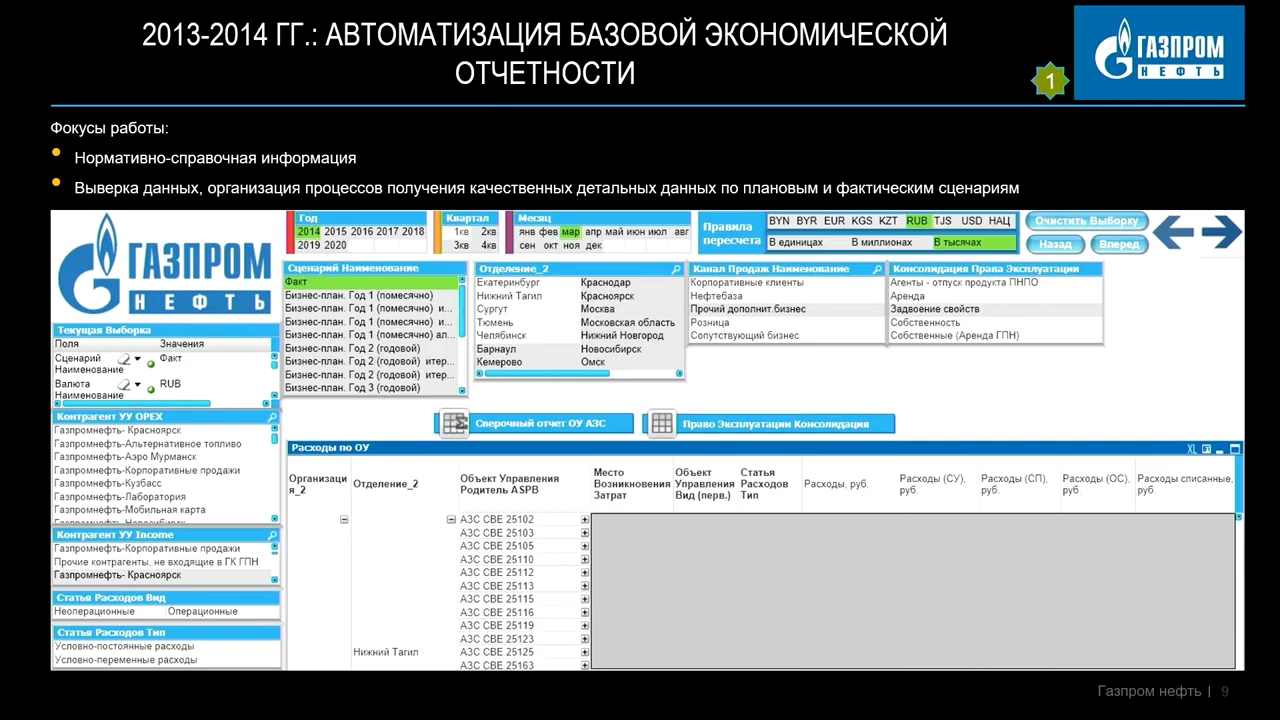 2013-2014 ГГ.: АВТОМАТИЗАЦИЯ БАЗОВОЙ ЭКОНОМИЧЕСКОЙ
ОТЧЕТНОСТИ
1
ГАЗПРОМ
НЕФТЬ
Фокусы работы:
Нормативно-справочная информация
Выверка данных, организация процессов получения качественных детальных данных по плановым и фактическим сценариям
ГАЗПРОМ
НЕФТЬ
Год
2014 2015 2016 2017 2018
2019 2020
Квартал
1кв 2кв
3кв 4кв
Месяц
янв фев мар апр май июн июл авг
сен окт ноя дек
Правила
пересчета
BYN BYR EUR KGS KZT RUB TJS USD НАЦ
В единицах В миллионах В тысячах
Очистить Выборку
Назад Вперед
Сценарий Наименование
Факт
Бизнес-план. Год 1 (помесячно)
Бизнес-план. Год 1 (помесячно) и...
Бизнес-план. Год 1 (помесячно) и...
Бизнес-план. Год 1 (помесячно) ал...
Бизнес-план. Год 2 (годовой)
Бизнес-план. Год 2 (годовой) итер...
Бизнес-план. Год 2 (годовой) итер...
Бизнес-план. Год 3 (годовой)
Отделение_2
Екатеринбург Краснодар
Нижний Тагил Красноярск
Сургут Москва
Тюмень Московская область
Челябинск Нижний Новгород
Барнаул Новосибирск
Кемерово Омск
Канал Продаж Наименование
Корпоративные клиенты
Нефтебаза
Прочий дополнит.бизнес
Розница
Сопутствующий бизнес
Консолидация Права Эксплуатации
Агенты - отпуск продукта ПНПО
Аренда
Задвоение свойств
Собственность
Собственные (Аренда ГПН)
Текущая Выборка
Поля Значения
Сценарий Факт
Наименование
Валюта RUB
Наименование
Контрагент УУ OPEX
Газпромнефть- Красноярск
Газпромнефть-Альтернативное топливо
Газпромнефть-Аэро Мурманск
Газпромнефть-Корпоративные продажи
Газпромнефть-Кузбасс
Газпромнефть-Лаборатория
Газпромнефть-Мобильная карта
Газпромнефть-Новосибирск
Контрагент УУ Income
Газпромнефть-Корпоративные продажи
Прочие контрагенты, не входящие в ГК ГПН
Газпромнефть- Красноярск
Статья Расходов Вид
Неоперационные Операционные
Статья Расходов Тип
Условно-постоянные расходы
Условно-переменные расходы
Сверочный отчет ОУ АЗС
Право Эксплуатации Консолидация
Расходы по ОУ
XL
Организаци
я_2
Отделение_2
Объект Управления
Родитель ASPB
Место
Возникновения
Затрат
Объект
Управления
Вид (перв.)
Статья
Расходов
Тип
Расходы, руб.
Расходы (СУ),
руб.
Расходы (СП),
руб.
Расходы (ОС),
руб.
Расходы списанные,
руб.
АЗС СВЕ 25102
АЗС СВЕ 25103
АЗС СВЕ 25105
АЗС СВЕ 25110
АЗС СВЕ 25112
АЗС СВЕ 25113
АЗС СВЕ 25115
АЗС СВЕ 25116
АЗС СВЕ 25119
АЗС СВЕ 25123
Нижний Тагил АЗС СВЕ 25125
АЗС СВЕ 25163
Газпром нефть | 9